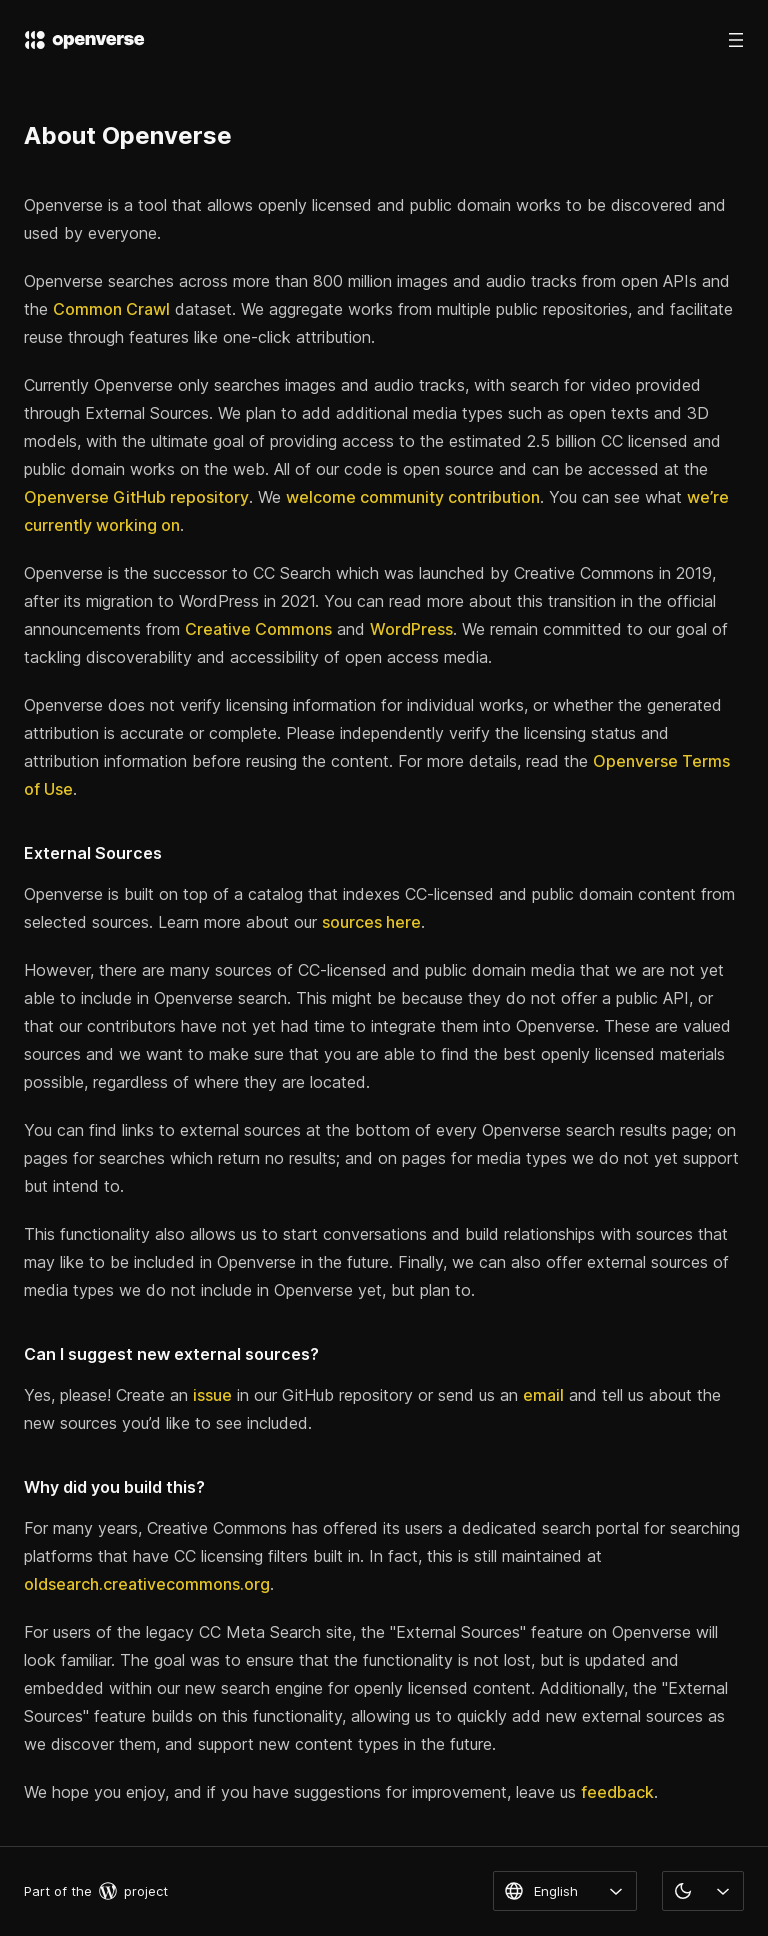 openverse
About Openverse
Openverse is a tool that allows openly licensed and public domain works to be discovered and
used by everyone.
Openverse searches across more than 800 million images and audio tracks from open APIs and
the Common Crawl dataset. We aggregate works from multiple public repositories, and facilitate
reuse through features like one-click attribution.
Currently Openverse only searches images and audio tracks, with search for video provided
through External Sources. We plan to add additional media types such as open texts and 3D
models, with the ultimate goal of providing access to the estimated 2.5 billion CC licensed and
public domain works on the web. All of our code is open source and can be accessed at the
Openverse GitHub repository. We welcome community contribution. You can see what we’re
currently working on.
Openverse is the successor to CC Search which was launched by Creative Commons in 2019,
after its migration to WordPress in 2021. You can read more about this transition in the official
announcements from Creative Commons and WordPress. We remain committed to our goal of
tackling discoverability and accessibility of open access media.
Openverse does not verify licensing information for individual works, or whether the generated
attribution is accurate or complete. Please independently verify the licensing status and
attribution information before reusing the content. For more details, read the Openverse Terms
of Use.
External Sources
Openverse is built on top of a catalog that indexes CC-licensed and public domain content from
selected sources. Learn more about our sources here.
However, there are many sources of CC-licensed and public domain media that we are not yet
able to include in Openverse search. This might be because they do not offer a public API, or
that our contributors have not yet had time to integrate them into Openverse. These are valued
sources and we want to make sure that you are able to find the best openly licensed materials
possible, regardless of where they are located.
You can find links to external sources at the bottom of every Openverse search results page; on
pages for searches which return no results; and on pages for media types we do not yet support
but intend to.
This functionality also allows us to start conversations and build relationships with sources that
may like to be included in Openverse in the future. Finally, we can also offer external sources of
media types we do not include in Openverse yet, but plan to.
Can I suggest new external sources?
Yes, please! Create an issue in our GitHub repository or send us an email and tell us about the
new sources you’d like to see included.
Why did you build this?
For many years, Creative Commons has offered its users a dedicated search portal for searching
platforms that have CC licensing filters built in. In fact, this is still maintained at
oldsearch.creativecommons.org.
For users of the legacy CC Meta Search site, the "External Sources" feature on Openverse will
look familiar. The goal was to ensure that the functionality is not lost, but is updated and
embedded within our new search engine for openly licensed content. Additionally, the "External
Sources" feature builds on this functionality, allowing us to quickly add new external sources as
we discover them, and support new content types in the future.
We hope you enjoy, and if you have suggestions for improvement, leave us feedback.
Part of the project
English